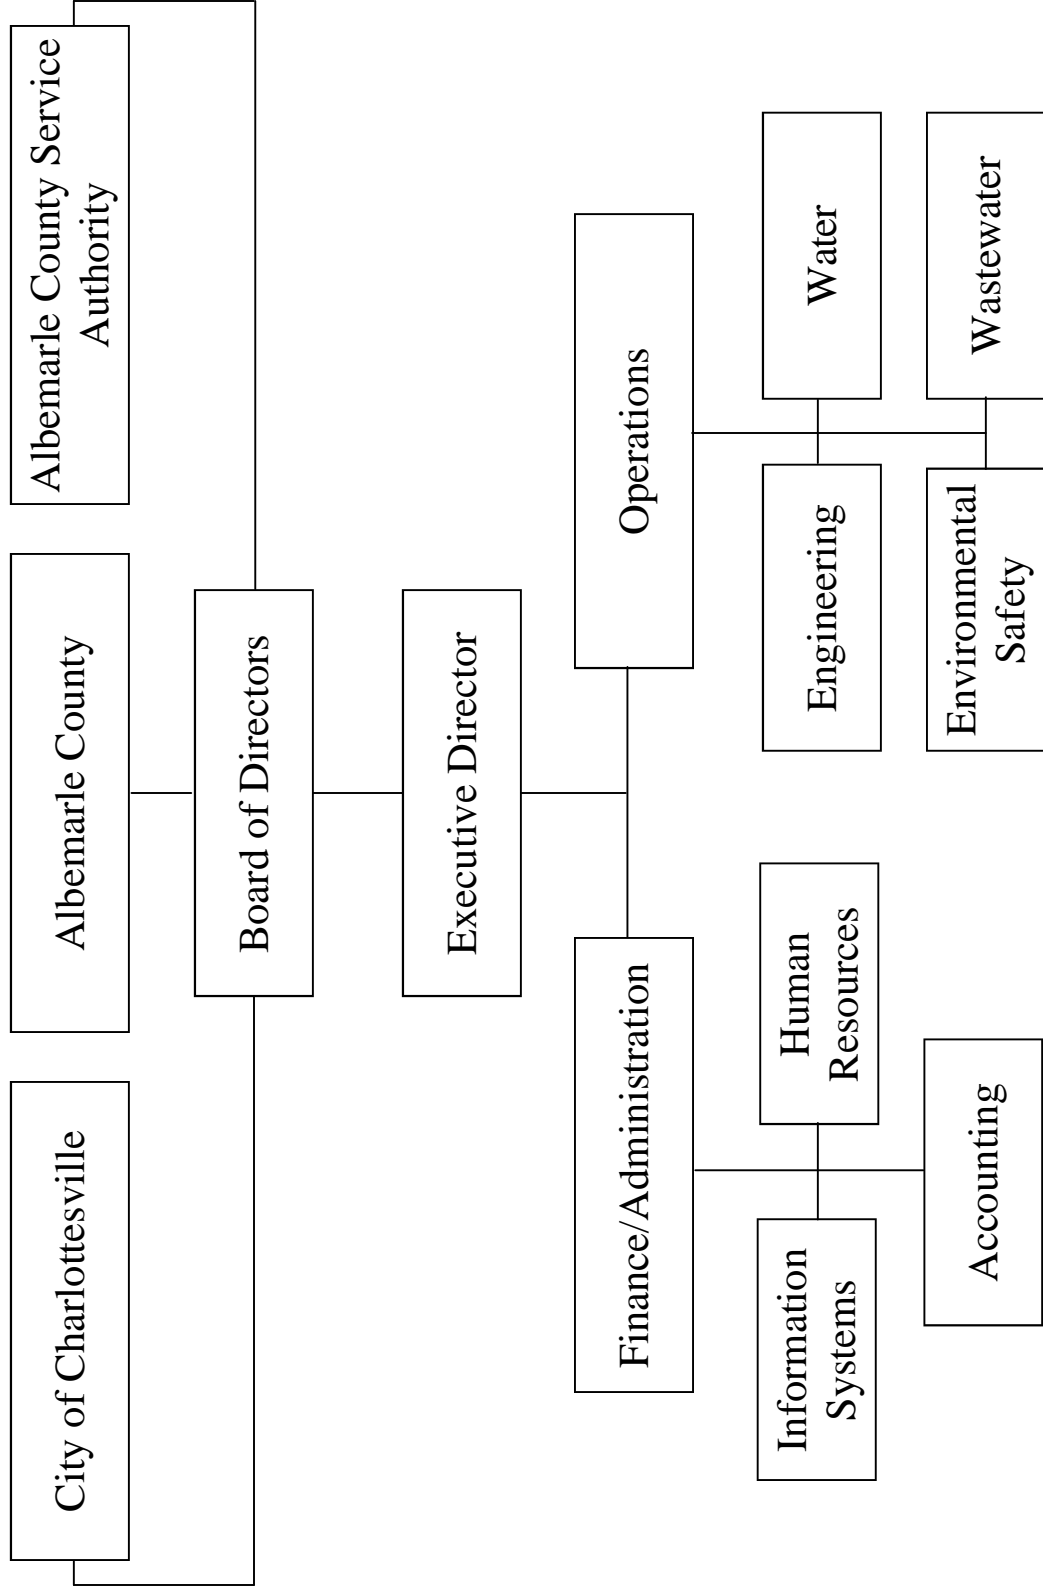 City of Charlottesville
Albemarle County
Albemarle County Service
Authority
Board of Directors
Executive Director
Finance/Administration
Operations
Information
Systems
Human
Resources
Engineering
Water
Accounting
Environmental
Safety
Wastewater